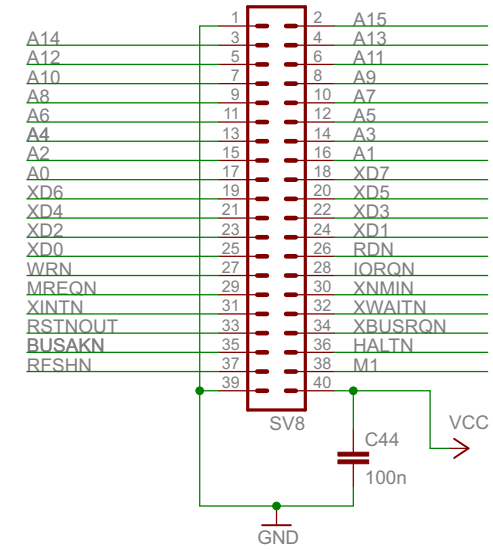 1 2 A15
A14 3 4 A13
A12 5 6 A11
A10 7 8 A9
A8 9 10 A7
A6 11 12 A5
A4 13 14 A3
A2 15 16 A1
A0 17 18 XD7
XD6 19 20 XD5
XD4 21 22 XD3
XD2 23 24 XD1
XD0 25 26 RDN
WRN 27 28 IORQN
MREQN 29 30 XNMIN
XINTN 31 32 XWAITN
RSTNOUT 33 34 XBUSRQN
BUSAKN 35 36 HALTN
RFSHN 37 38 M1
39 40
SV8 VCC
C44
100n
GND